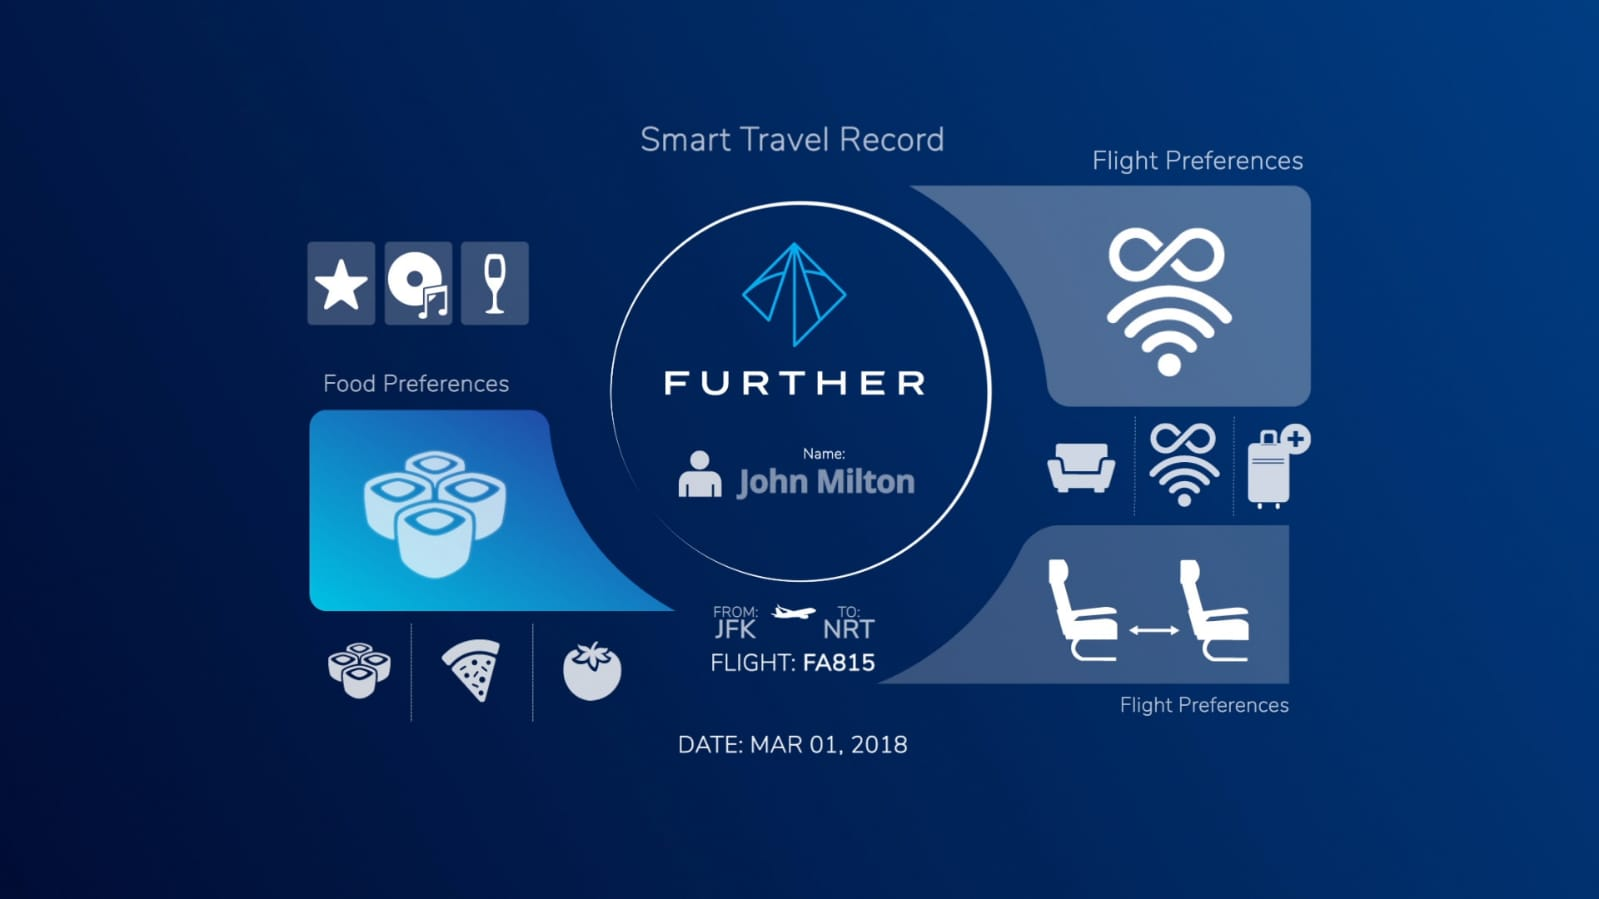 Smart Travel Record
Flight Preferences
Food Preferences
FURTHER
Name:
John Milton
FROM: TO:
JFK NRT
FLIGHT: FA815
Flight Preferences
DATE: MAR 01, 2018